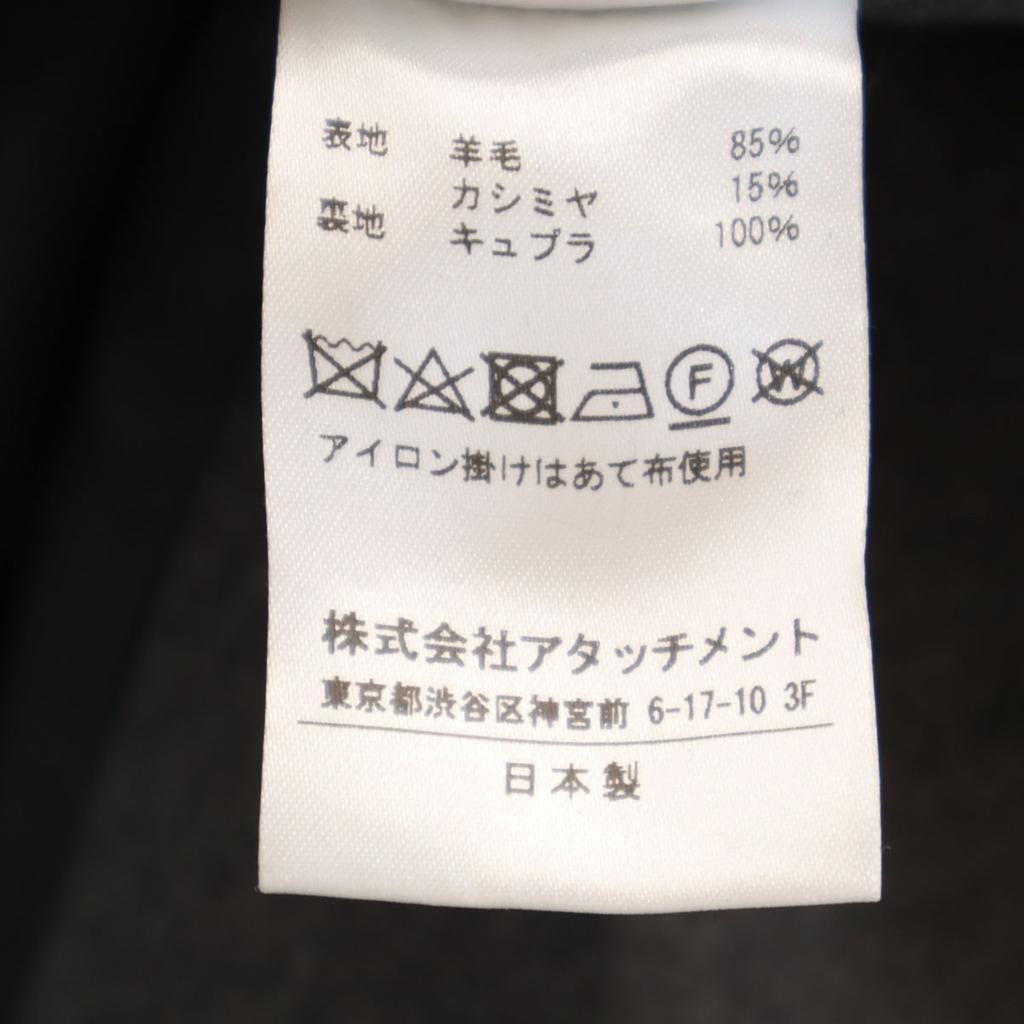 表地 羊毛 85%
カシミヤ 15%
裏地 キュプラ 100%
F W
アイロン掛けはあて布使用
株式会社アタッチメント
東京都渋谷区神宮前 6-17-10 3F
日本製